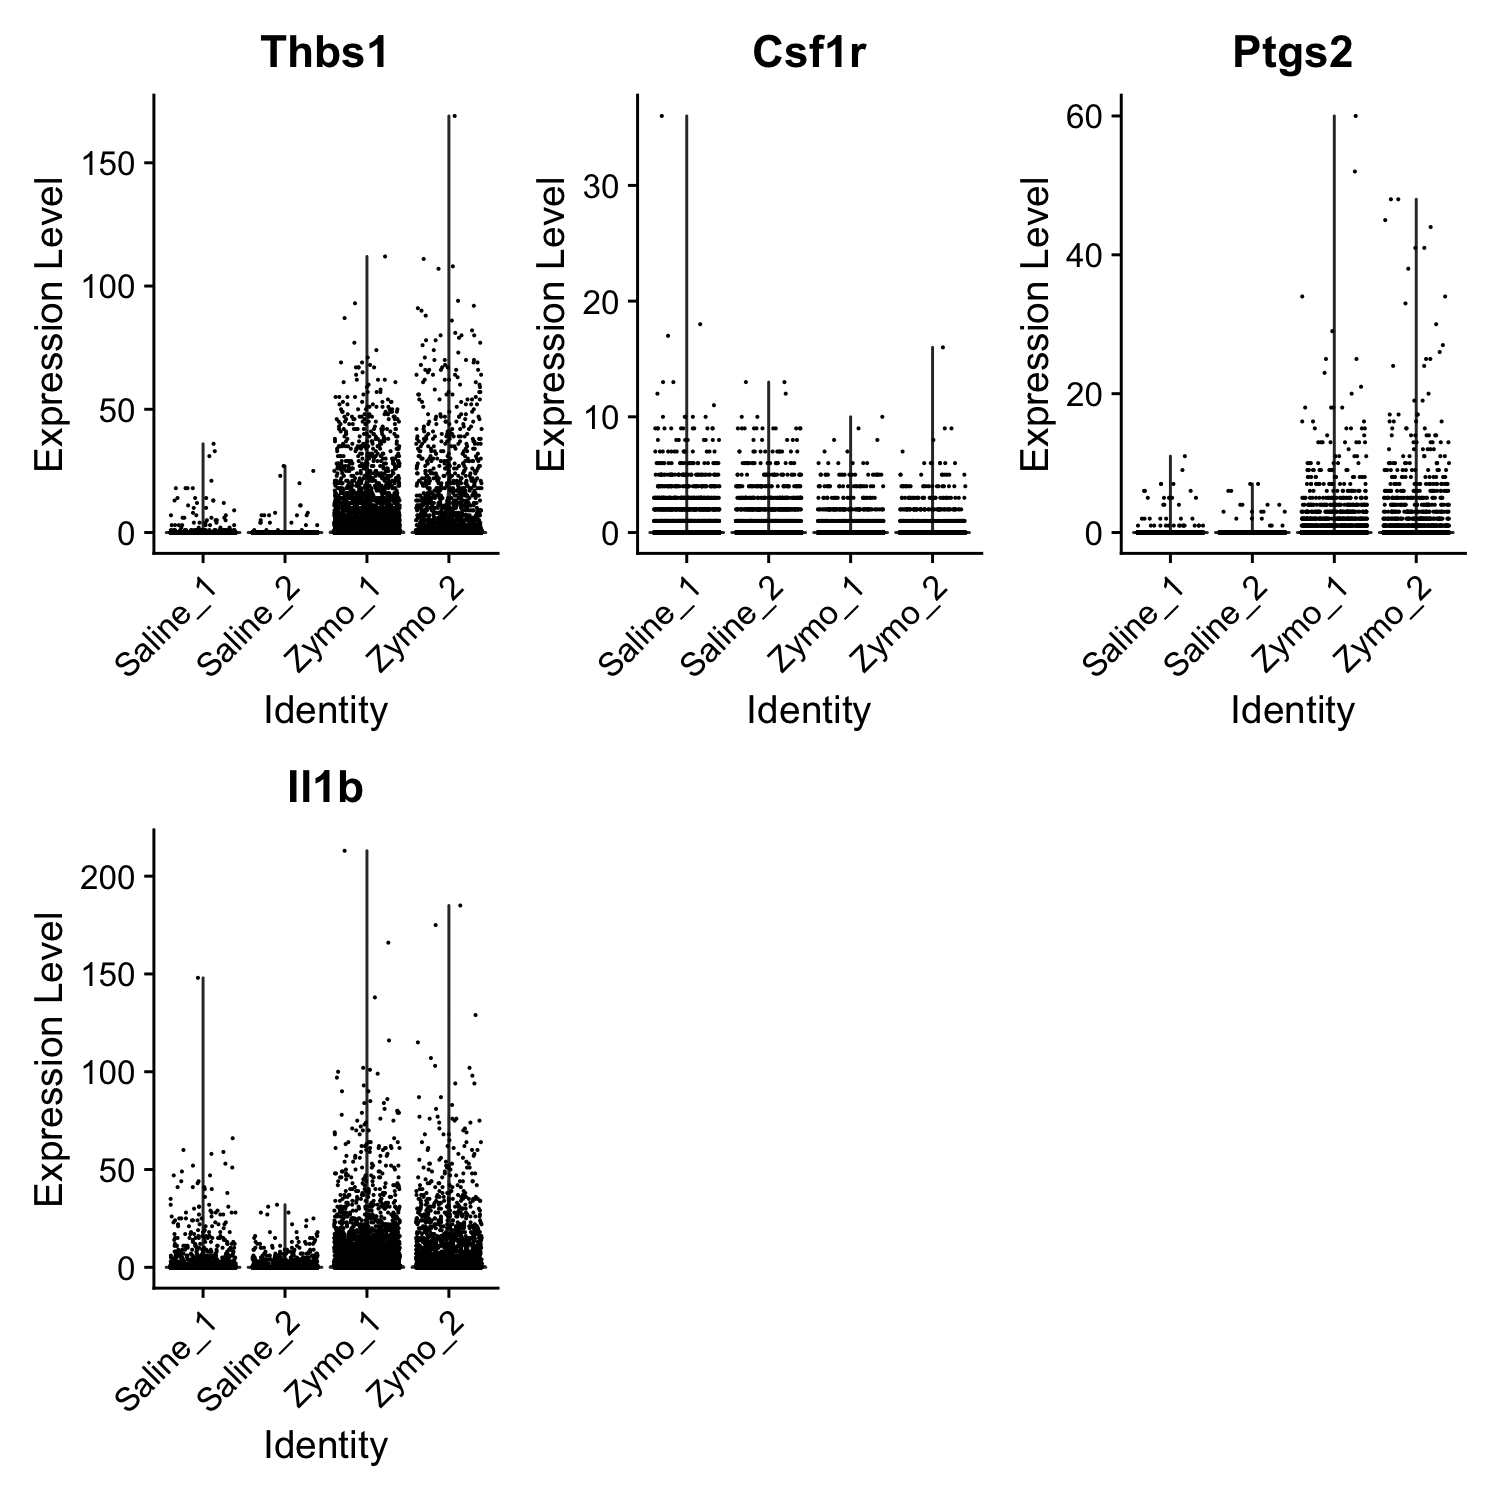 Thbs1
Expression Level
150
100
50
0
Saline_1
Saline_2
Zymo_1
Zymo_2
Identity
Csf1r
Expression Level
30
20
10
0
Saline_1
Saline_2
Zymo_1
Zymo_2
Identity
Ptgs2
Expression Level
60
40
20
0
Saline_1
Saline_2
Zymo_1
Zymo_2
Identity
Il1b
Expression Level
200
150
100
50
0
Saline_1
Saline_2
Zymo_1
Zymo_2
Identity